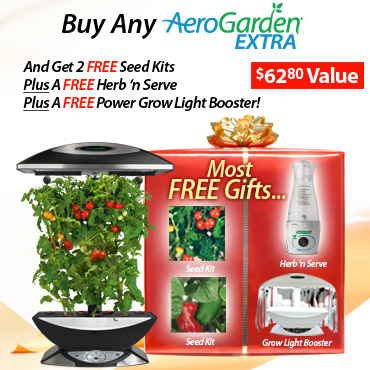 Buy Any AeroGarden
EXTRA
And Get 2 FREE Seed Kits
Plus A FREE Herb 'n Serve
Plus A FREE Power Grow Light Booster!
$62.80 Value
Most
FREE Gifts...
Seed Kit
Herb 'n Serve
Seed Kit
Grow Light Booster